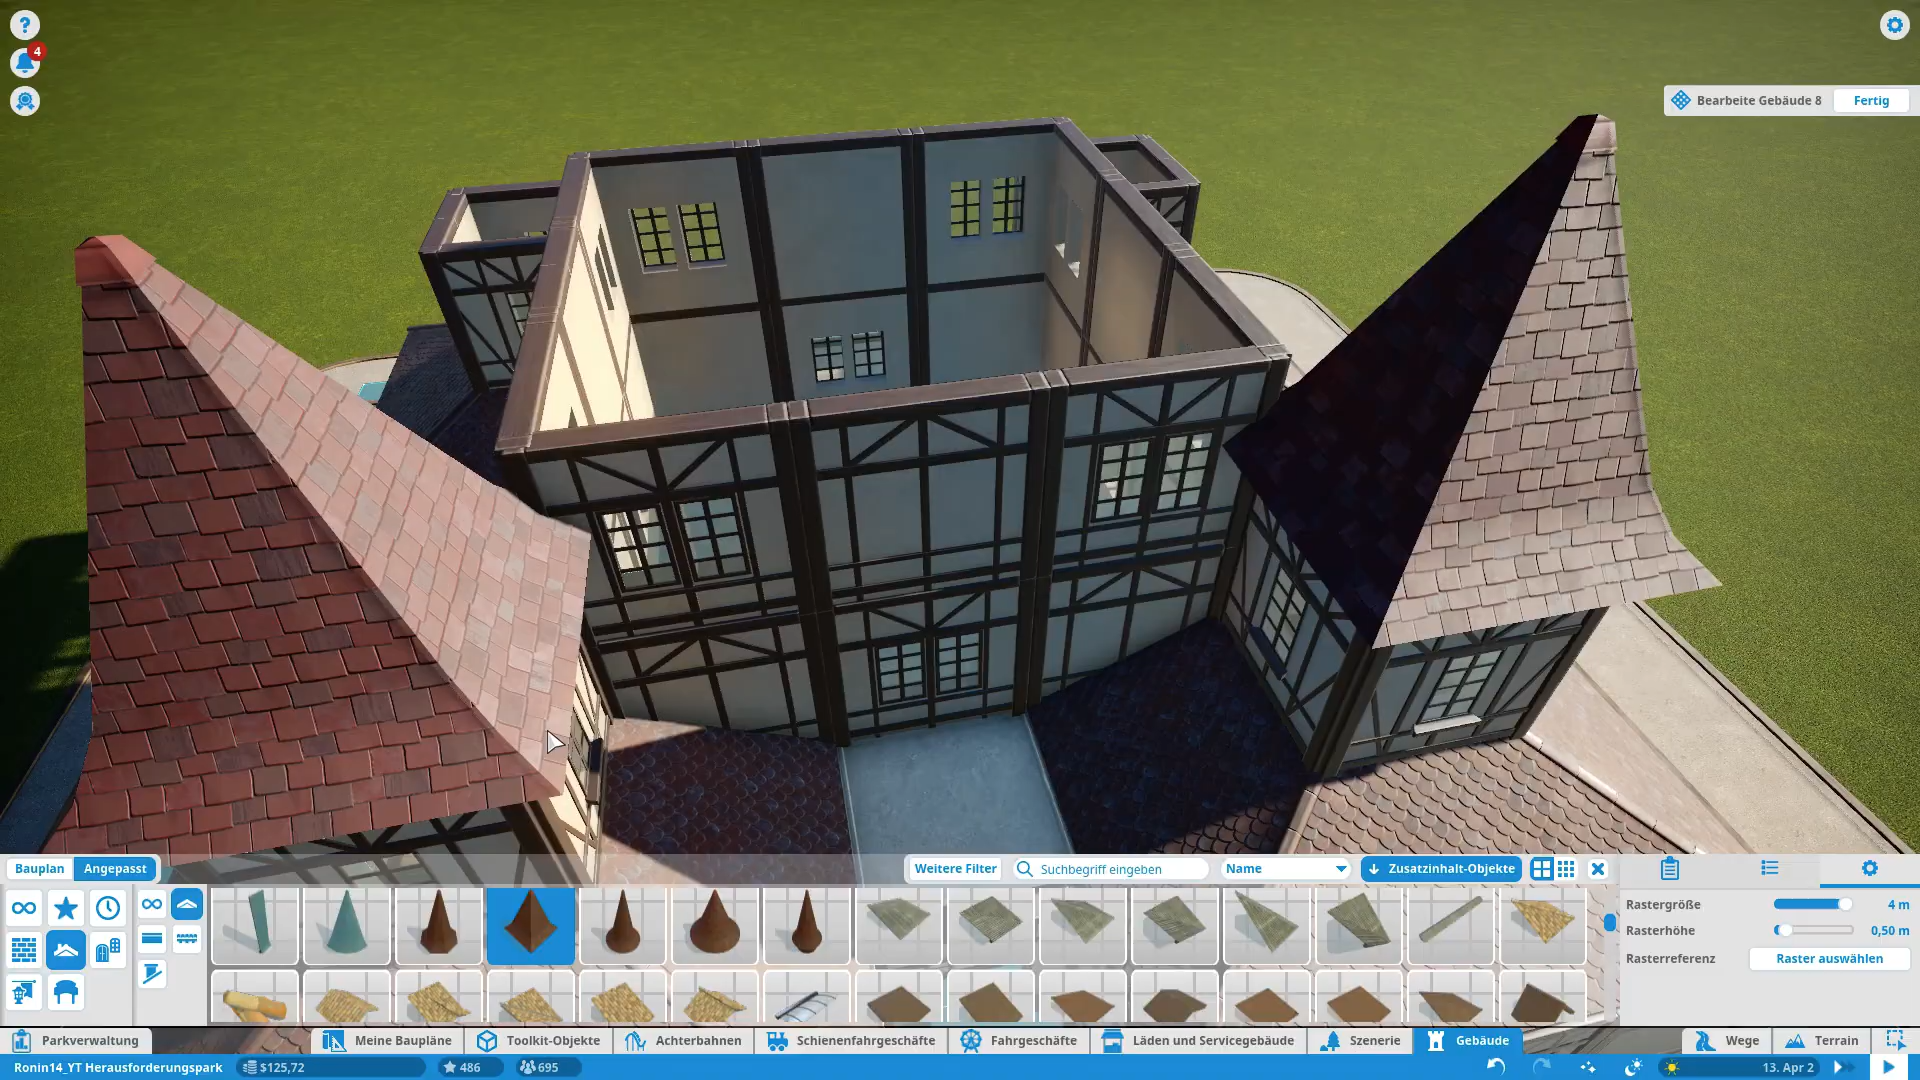 4
Bearbeite Gebäude 8 Fertig
Bauplan Angepasst
Weitere Filter Suchbegriff eingeben Name Zusatzinhalt-Objekte
Rastergröße 4 m
Rasterhöhe 0,50 m
Rasterreferenz Raster auswählen
Parkverwaltung Meine Baupläne Toolkit-Objekte Achterbahnen Schienenfahrgeschäfte Fahrgeschäfte Läden und Servicegebäude Szenerie Gebäude Wege Terrain
Ronin14_YT Herausforderungspark $125,72 486 695 13. Apr 2